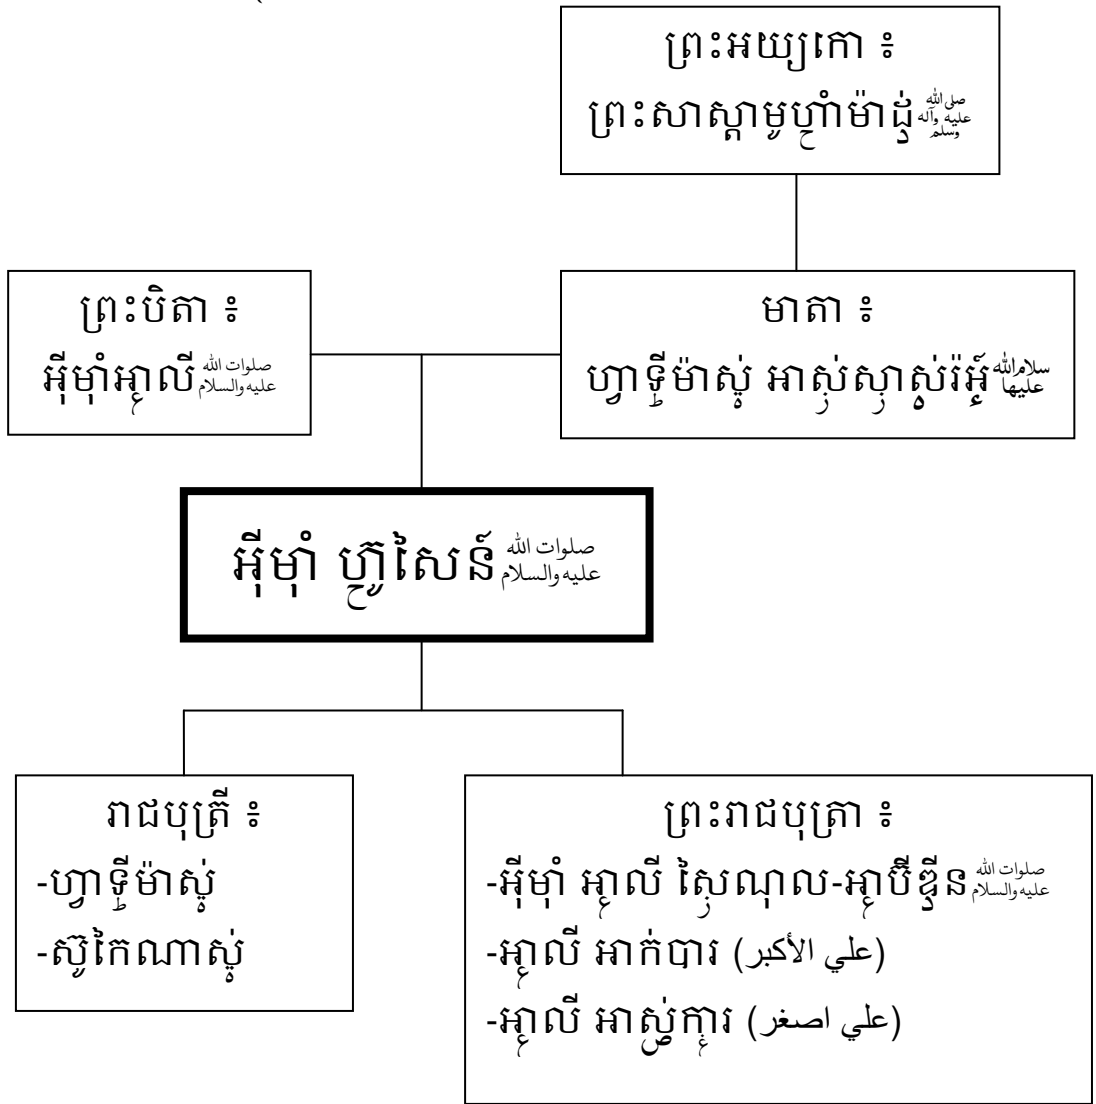 ព្រះអយ្យកោ ៖
ព្រះសាស្តាមូហាំម៉ាដ់ صلى الله عليه وآله وسلم
ព្រះបិតា ៖
អ៊ីម៉ាំអាលី صلوات الله عليه والسلام
មាតា ៖
ហ្វាទីម៉ាស់ អាស់សាស់រ៉អ៍ سلام الله عليها
អ៊ីម៉ាំ ហ៊ូសៃន៍ صلوات الله عليه والسلام
រាជបុត្រី ៖
-ហ្វាទីម៉ាស់
-ស៊ូកៃណាស់
ព្រះរាជបុត្រា ៖
-អ៊ីម៉ាំ អាលី សៃណុល-អាប៊ីឌីន صلوات الله عليه والسلام
-អាលី អាក់បារ (علي الأكبر)
-អាលី អាស់ការ (علي اصغر)